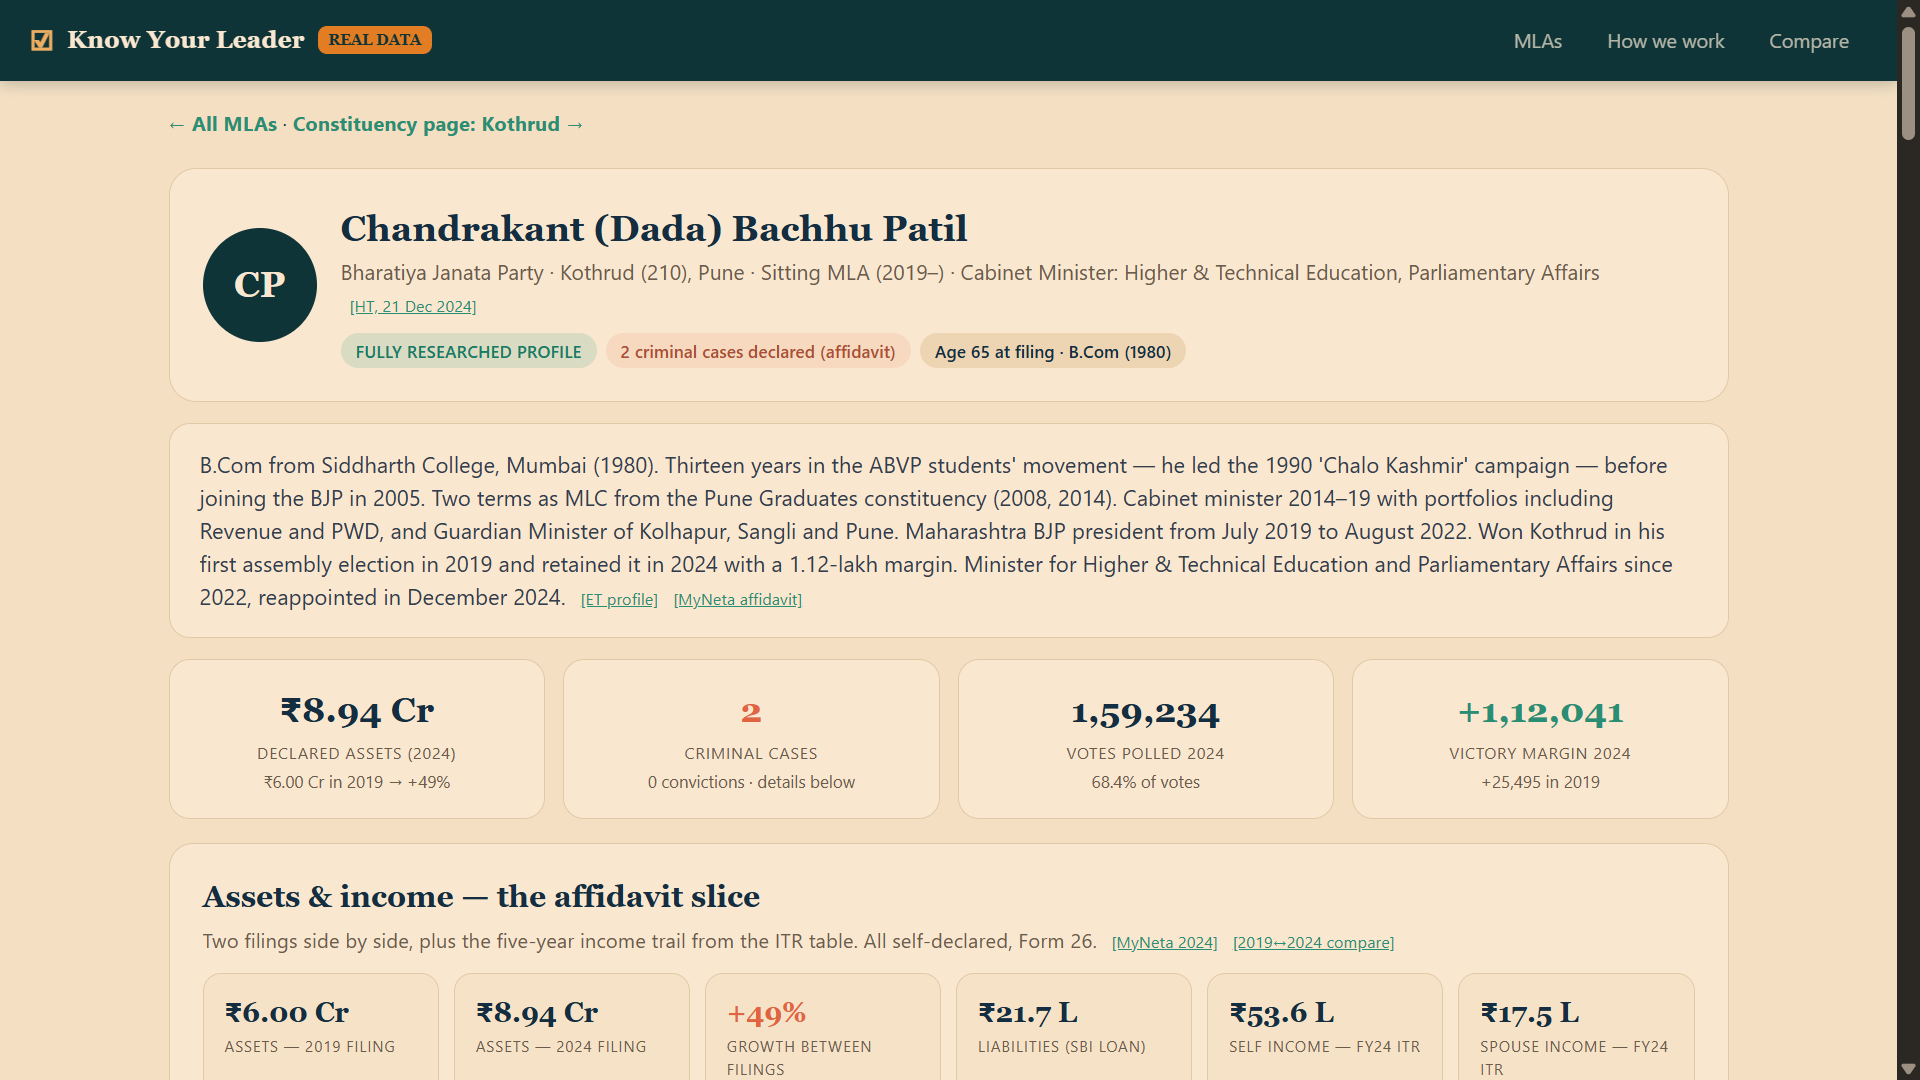 Know Your Leader REAL DATA
MLAs How we work Compare
← All MLAs · Constituency page: Kothrud →
CP
Chandrakant (Dada) Bachhu Patil
Bharatiya Janata Party · Kothrud (210), Pune · Sitting MLA (2019–) · Cabinet Minister: Higher & Technical Education, Parliamentary Affairs
[HT, 21 Dec 2024]
FULLY RESEARCHED PROFILE 2 criminal cases declared (affidavit) Age 65 at filing · B.Com (1980)
B.Com from Siddharth College, Mumbai (1980). Thirteen years in the ABVP students' movement — he led the 1990 'Chalo Kashmir' campaign — before
joining the BJP in 2005. Two terms as MLC from the Pune Graduates constituency (2008, 2014). Cabinet minister 2014–19 with portfolios including
Revenue and PWD, and Guardian Minister of Kolhapur, Sangli and Pune. Maharashtra BJP president from July 2019 to August 2022. Won Kothrud in his
first assembly election in 2019 and retained it in 2024 with a 1.12-lakh margin. Minister for Higher & Technical Education and Parliamentary Affairs since
2022, reappointed in December 2024. [ET profile] [MyNeta affidavit]
₹8.94 Cr
DECLARED ASSETS (2024)
₹6.00 Cr in 2019 → +49%
2
CRIMINAL CASES
0 convictions · details below
1,59,234
VOTES POLLED 2024
68.4% of votes
+1,12,041
VICTORY MARGIN 2024
+25,495 in 2019
Assets & income — the affidavit slice
Two filings side by side, plus the five-year income trail from the ITR table. All self-declared, Form 26. [MyNeta 2024] [2019↔2024 compare]
₹6.00 Cr
ASSETS — 2019 FILING
₹8.94 Cr
ASSETS — 2024 FILING
+49%
GROWTH BETWEEN
FILINGS
₹21.7 L
LIABILITIES (SBI LOAN)
₹53.6 L
SELF INCOME — FY24 ITR
₹17.5 L
SPOUSE INCOME — FY24
ITR